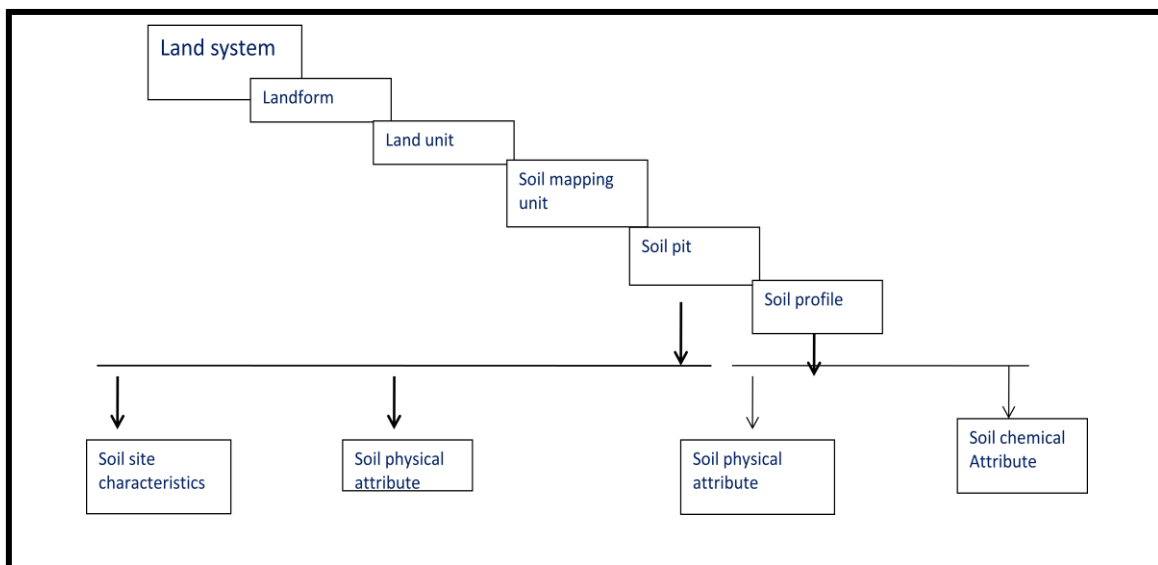 Land system
Landform
Land unit
Soil mapping
unit
Soil pit
Soil profile
Soil site
characteristics
Soil physical
attribute
Soil physical
attribute
Soil chemical
Attribute